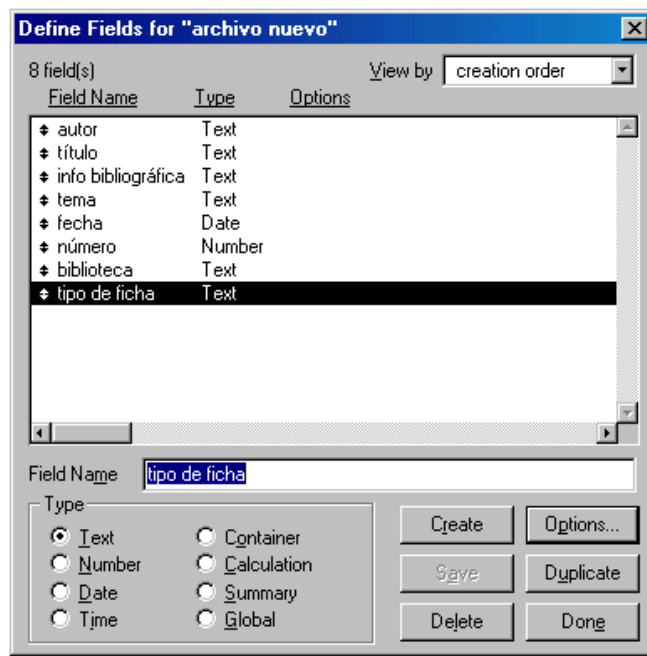 Define Fields for "archivo nuevo"
8 field(s) View by creation order
Field Name Type Options
autor Text
título Text
info bibliográfica Text
tema Text
fecha Date
número Number
biblioteca Text
tipo de ficha Text
Field Name tipo de ficha
Type
Text Container
Number Calculation
Date Summary
Time Global
Create Options...
Save Duplicate
Delete Done